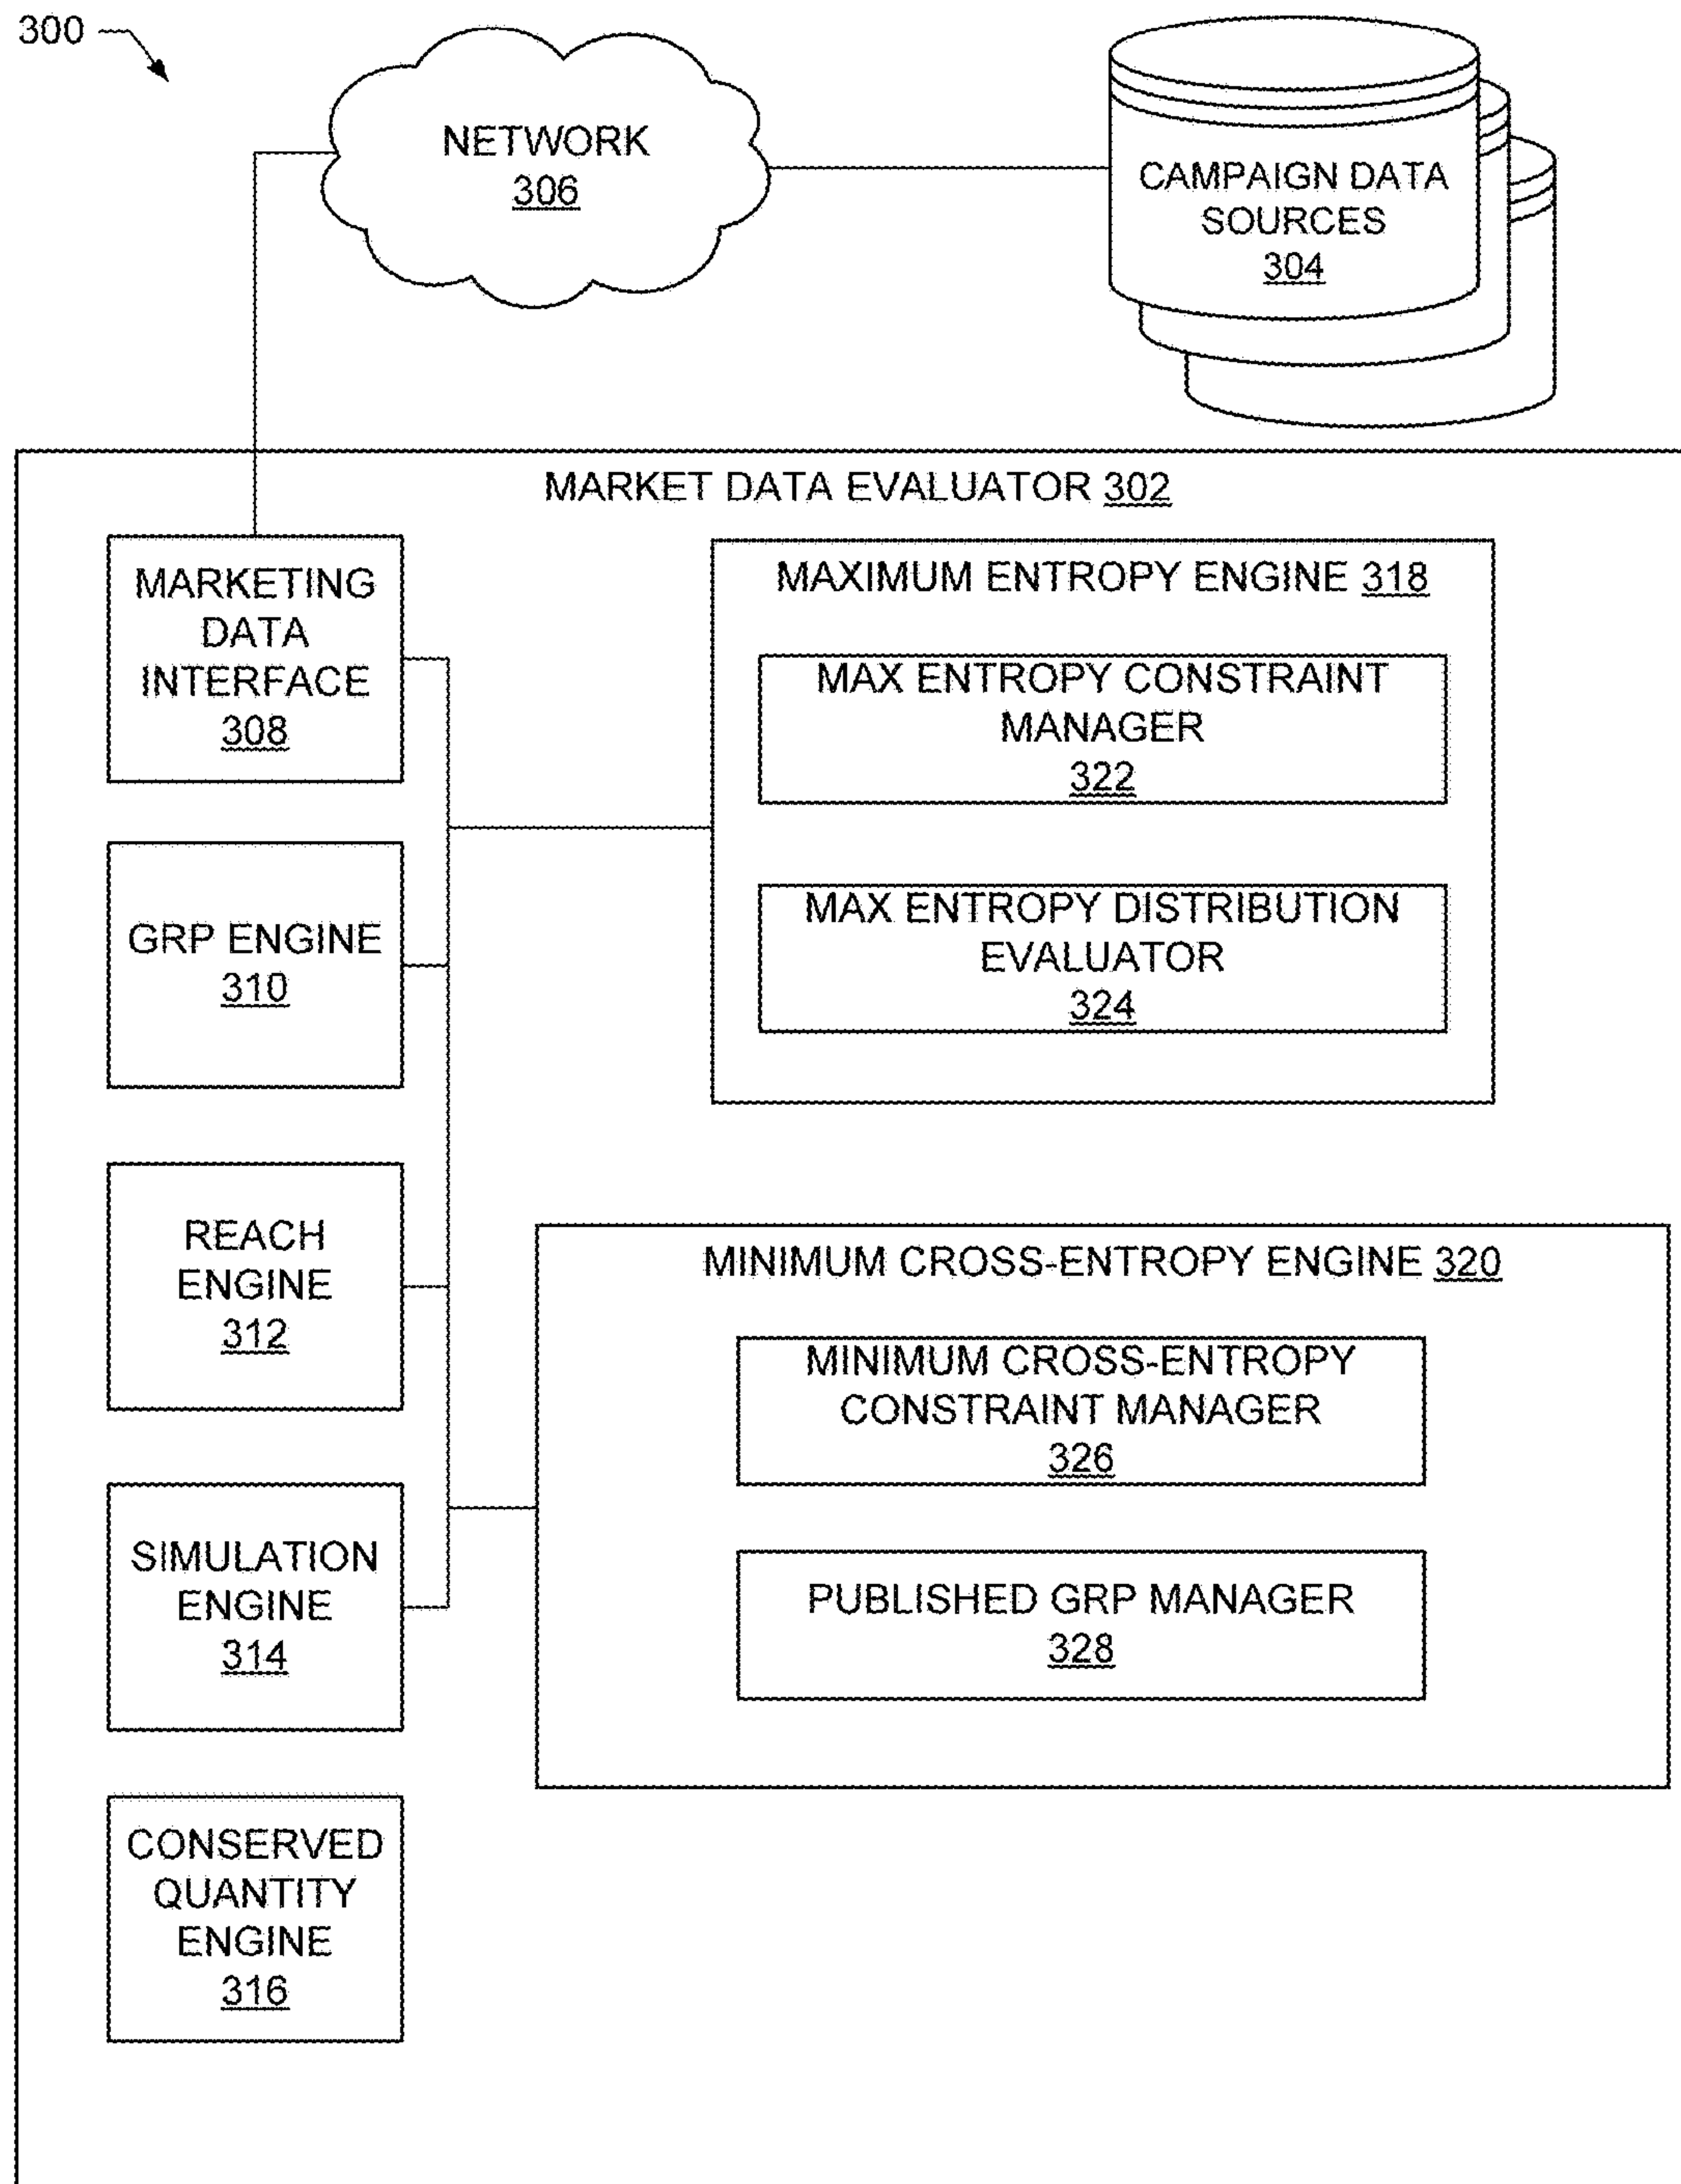 300
NETWORK
306
CAMPAIGN DATA
SOURCES
304
MARKET DATA EVALUATOR 302
MARKETING
DATA
INTERFACE
308
GRP ENGINE
310
REACH
ENGINE
312
SIMULATION
ENGINE
314
CONSERVED
QUANTITY
ENGINE
316
MAXIMUM ENTROPY ENGINE 318
MAX ENTROPY CONSTRAINT
MANAGER
322
MAX ENTROPY DISTRIBUTION
EVALUATOR
324
MINIMUM CROSS-ENTROPY ENGINE 320
MINIMUM CROSS-ENTROPY
CONSTRAINT MANAGER
326
PUBLISHED GRP MANAGER
328